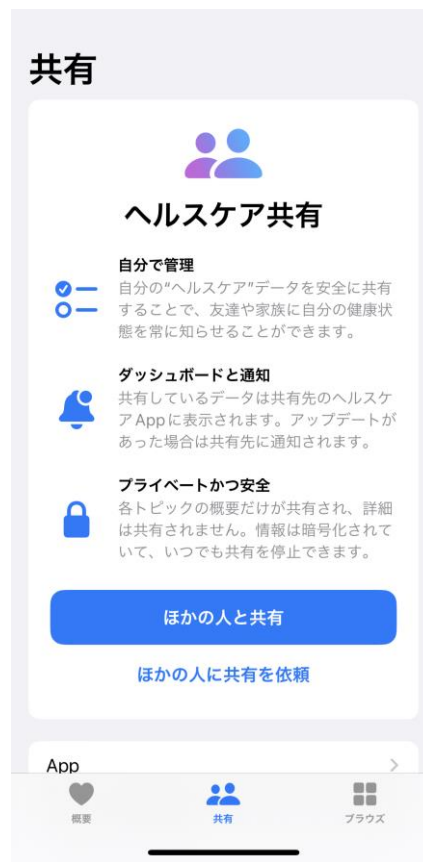 共有
ヘルスケア共有
自分で管理
自分の“ヘルスケア”データを安全に共有
することで、友達や家族に自分の健康状
態を常に知らせることができます。
ダッシュボードと通知
共有しているデータは共有先のヘルスケ
アAppに表示されます。アップデートが
あった場合は共有先に通知されます。
プライベートかつ安全
各トピックの概要だけが共有され、詳細
は共有されません。情報は暗号化されて
いて、いつでも共有を停止できます。
ほかの人と共有
ほかの人に共有を依頼
App
概要
共有
ブラウズ